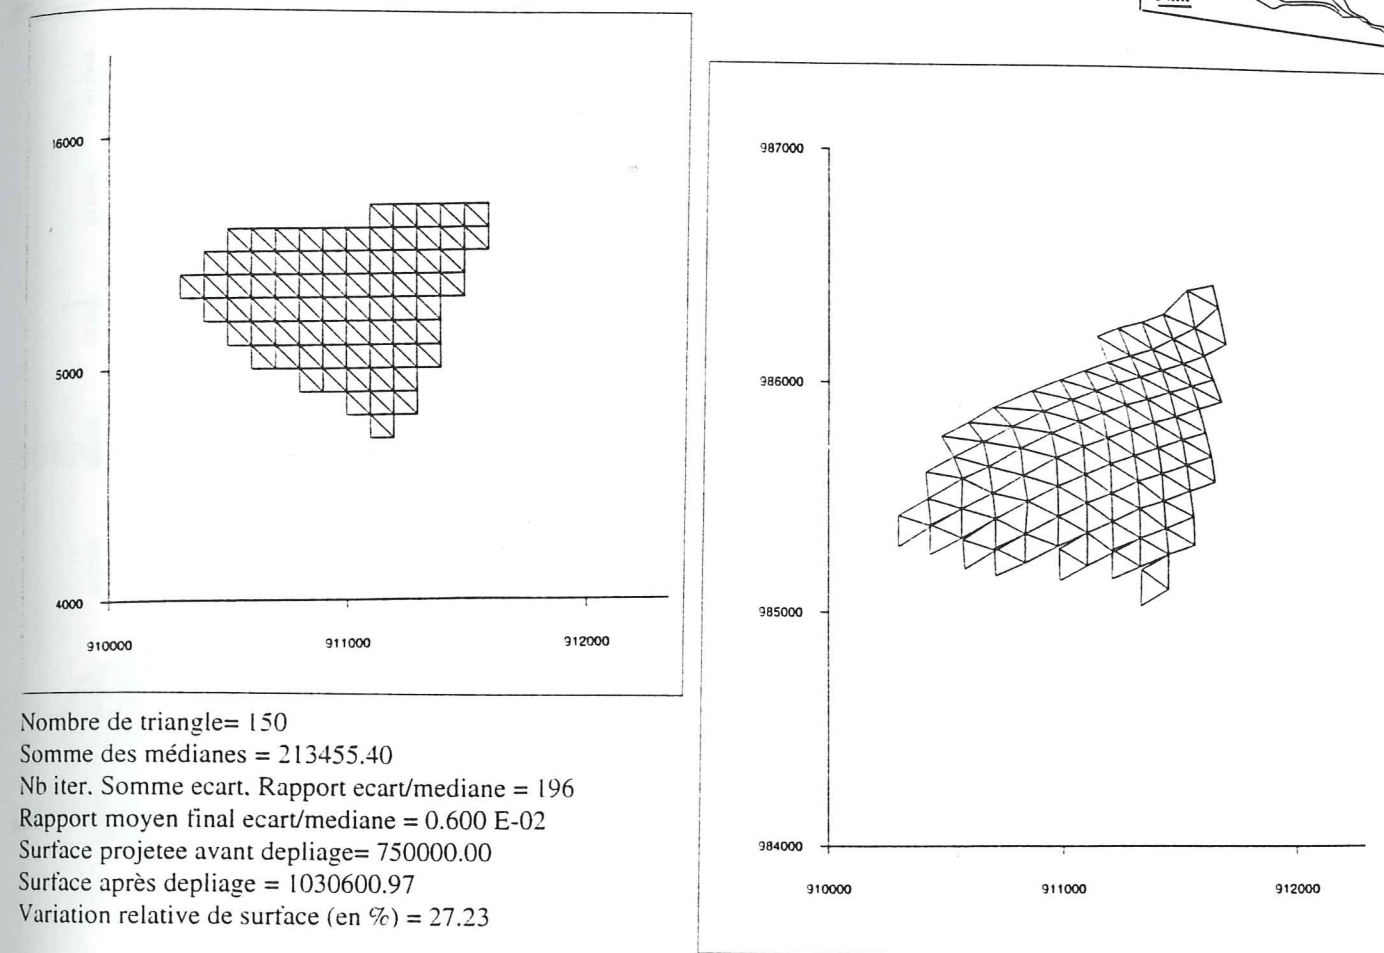 16000
5000
4000
910000 911000 912000
987000
986000
985000
984000
910000 911000 912000
Nombre de triangle= 150
Somme des médianes = 213455.40
Nb iter. Somme ecart. Rapport ecart/mediane = 196
Rapport moyen final ecart/mediane = 0.600 E-02
Surface projetee avant depliage= 750000.00
Surface après depliage = 1030600.97
Variation relative de surface (en %) = 27.23